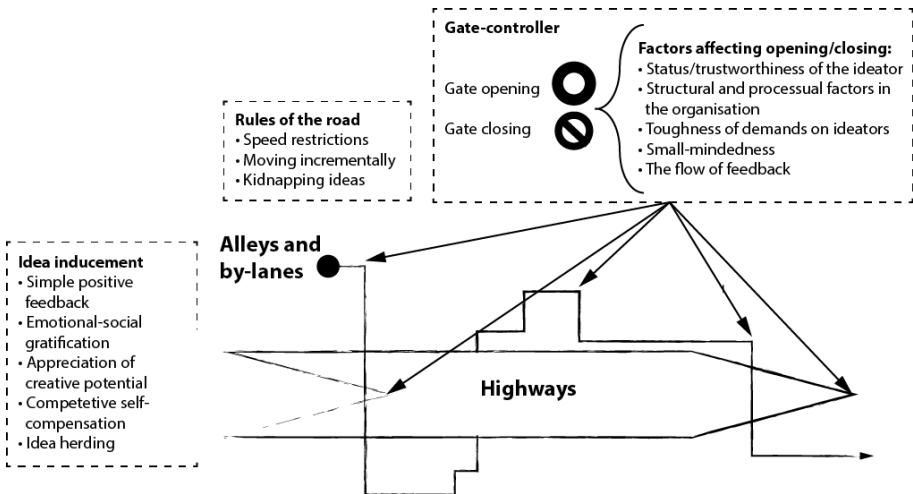 Gate-controller
Gate opening
Gate closing
Factors affecting opening/closing:
• Status/trustworthiness of the ideator
• Structural and processual factors in
the organisation
• Toughness of demands on ideators
• Small-mindedness
• The flow of feedback
Rules of the road
• Speed restrictions
• Moving incrementally
• Kidnapping ideas
Alleys and
by-lanes
Idea inducement
• Simple positive
feedback
• Emotional-social
gratification
• Appreciation of
creative potential
• Competetive self-
compensation
• Idea herding
Highways